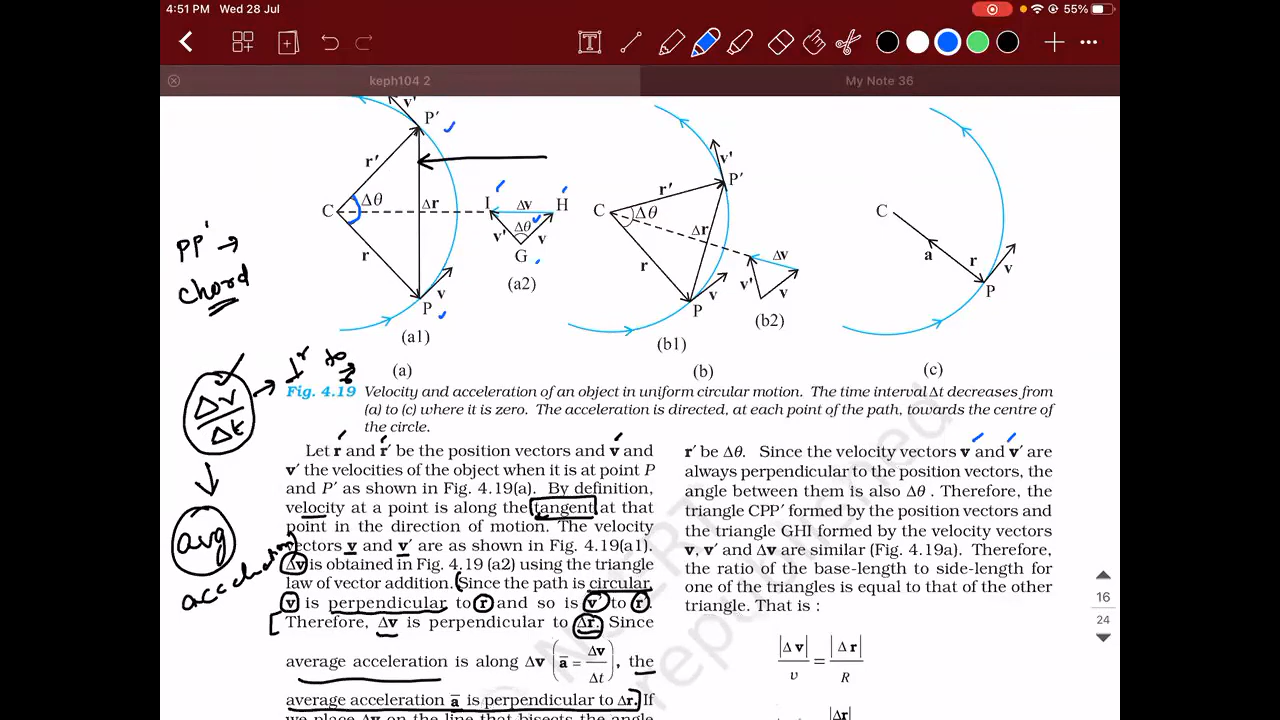 4:51 PM Wed 28 Jul
55%
keph104 2
My Note 36
v′
P′
r′
Δθ
C
Δr
r
v
P
(a1)
(a)
I
Δv
H
v′
Δθ
v
G
(a2)
v′
P′
r′
C
Δθ
Δr
r
v
P
(b1)
(b)
Δv
v′
v
(b2)
C
a
r
v
P
(c)
PP' →
chord
Δv
Δt
avg
acceleration
Fig. 4.19 Velocity and acceleration of an object in uniform circular motion. The time interval Δt decreases from
(a) to (c) where it is zero. The acceleration is directed, at each point of the path, towards the centre of
the circle.
Let r and r′ be the position vectors and v and
v′ the velocities of the object when it is at point P
and P′ as shown in Fig. 4.19(a). By definition,
velocity at a point is along the tangent at that
point in the direction of motion. The velocity
vectors v and v′ are as shown in Fig. 4.19(a1).
Δv is obtained in Fig. 4.19 (a2) using the triangle
law of vector addition. Since the path is circular,
v is perpendicular to r and so is v′ to r′.
Therefore, Δv is perpendicular to Δr. Since
average acceleration is along Δv (ā = Δv/Δt), the
average acceleration ā is perpendicular to Δr. If
we place Δv on the line that bisects the angle
r′ be Δθ. Since the velocity vectors v and v′ are
always perpendicular to the position vectors, the
angle between them is also Δθ . Therefore, the
triangle CPP′ formed by the position vectors and
the triangle GHI formed by the velocity vectors
v, v′ and Δv are similar (Fig. 4.19a). Therefore,
the ratio of the base-length to side-length for
one of the triangles is equal to that of the other
triangle. That is :
|Δv|/υ = |Δr|/R
|Δr|
16
24